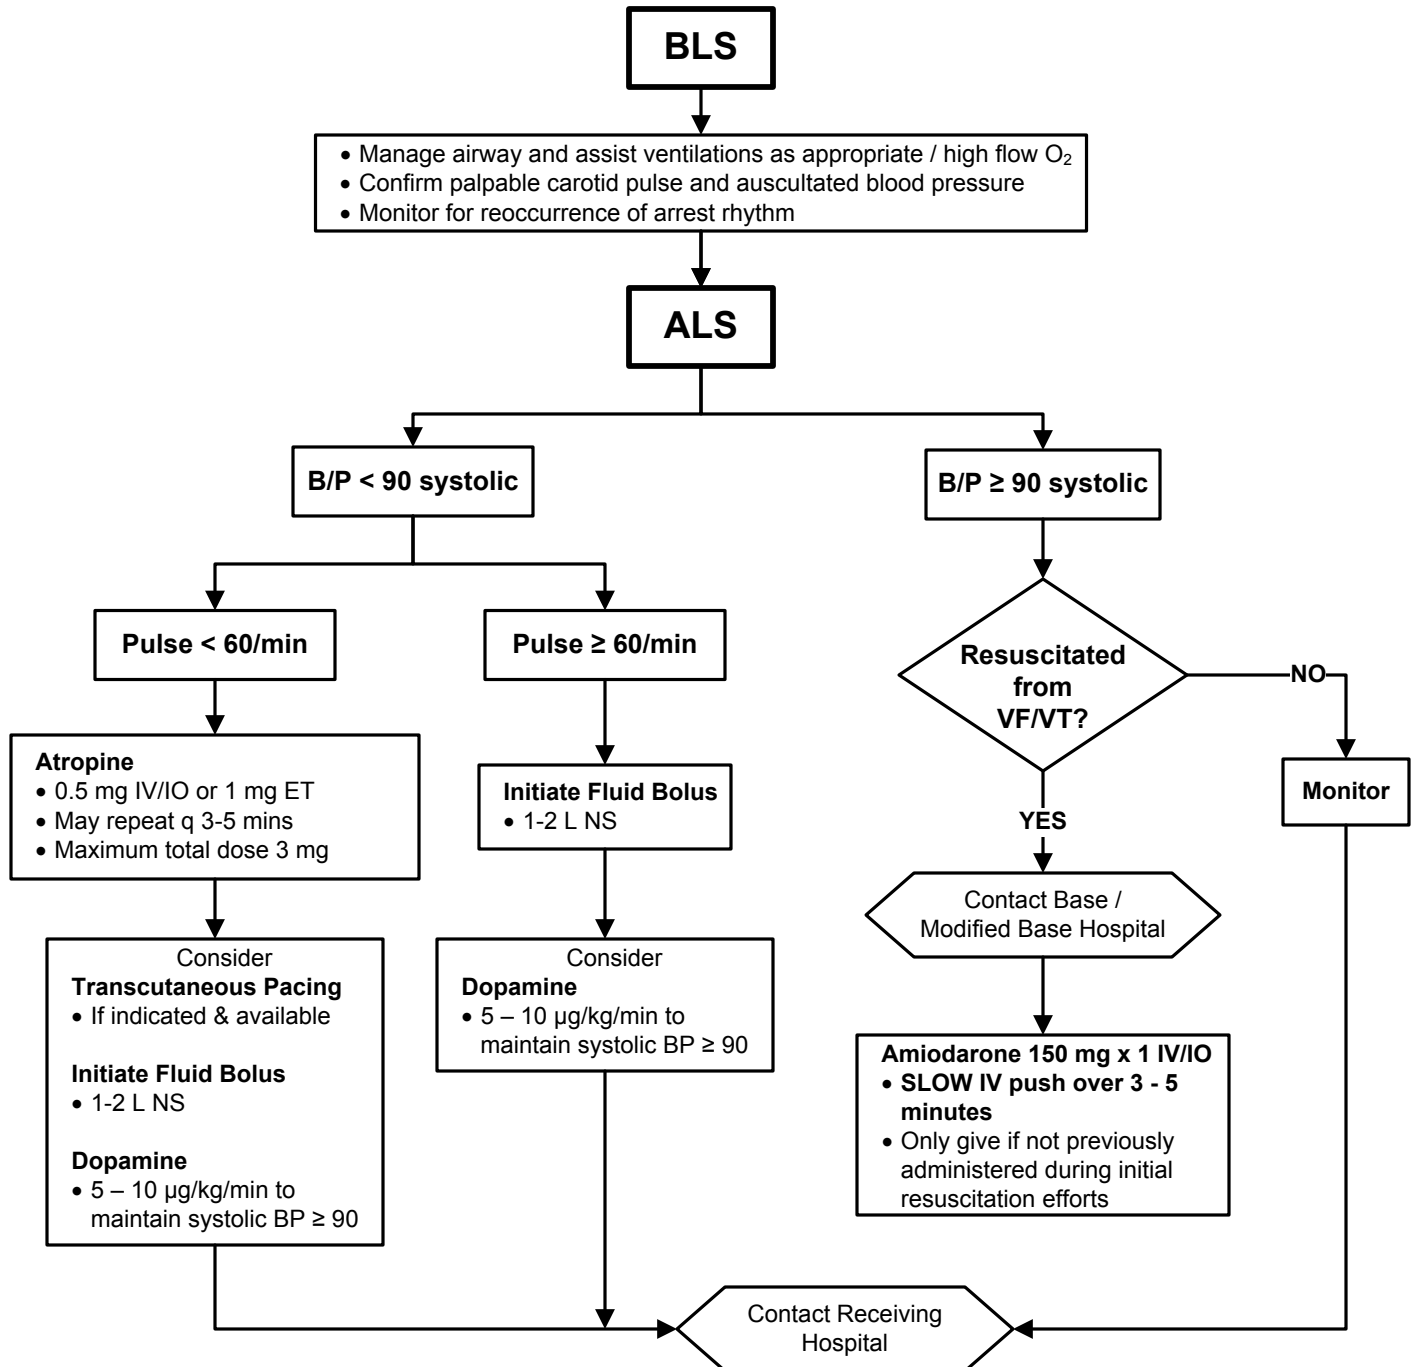 BLS
• Manage airway and assist ventilations as appropriate / high flow O₂
• Confirm palpable carotid pulse and auscultated blood pressure
• Monitor for reoccurrence of arrest rhythm
ALS
B/P < 90 systolic
B/P ≥ 90 systolic
Pulse < 60/min
Pulse ≥ 60/min
Resuscitated
from
VF/VT?
NO
YES
Monitor
Atropine
• 0.5 mg IV/IO or 1 mg ET
• May repeat q 3-5 mins
• Maximum total dose 3 mg
Initiate Fluid Bolus
• 1-2 L NS
Contact Base /
Modified Base Hospital
Consider
Transcutaneous Pacing
• If indicated & available
Initiate Fluid Bolus
• 1-2 L NS
Dopamine
• 5 – 10 µg/kg/min to
maintain systolic BP ≥ 90
Consider
Dopamine
• 5 – 10 µg/kg/min to
maintain systolic BP ≥ 90
Amiodarone 150 mg x 1 IV/IO
• SLOW IV push over 3 - 5
minutes
• Only give if not previously
administered during initial
resuscitation efforts
Contact Receiving
Hospital